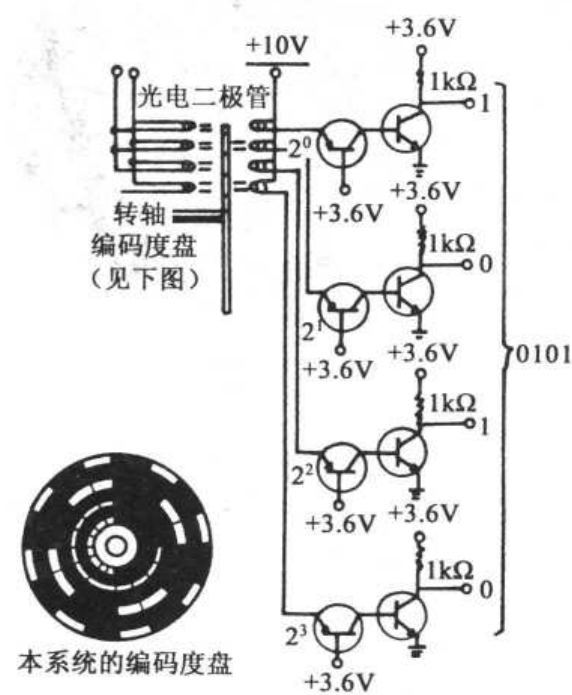 +3.6V
+10V
1kΩ
1
光电二极管
2⁰
+3.6V
+3.6V
转轴
编码度盘
(见下图)
1kΩ
0
2¹
+3.6V
+3.6V
0101
1kΩ
1
2²
+3.6V
+3.6V
1kΩ
0
2³
+3.6V
本系统的编码度盘